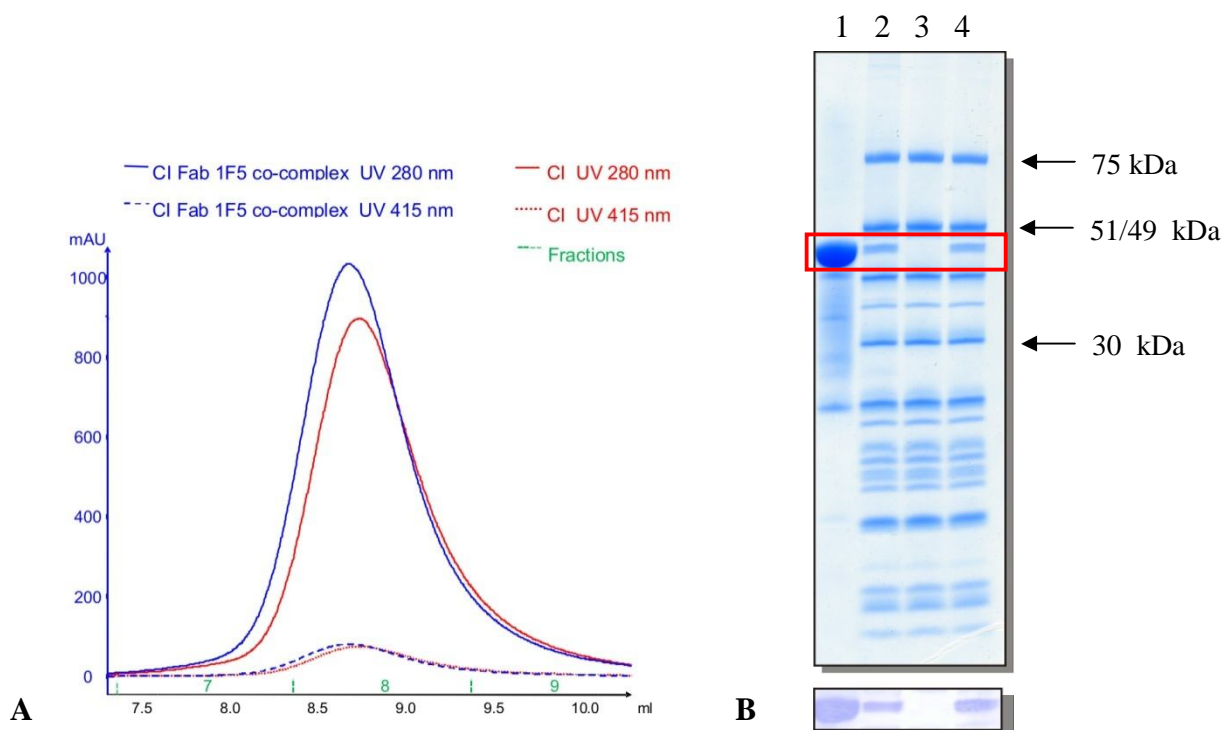 CI Fab 1F5 co-complex UV 280 nm
CI UV 280 nm
CI Fab 1F5 co-complex UV 415 nm
CI UV 415 nm
Fractions
mAU
1000
800
600
400
200
0
7 8 9
7.5 8.0 8.5 9.0 9.5 10.0 ml
A
1 2 3 4
75 kDa
51/49 kDa
30 kDa
B